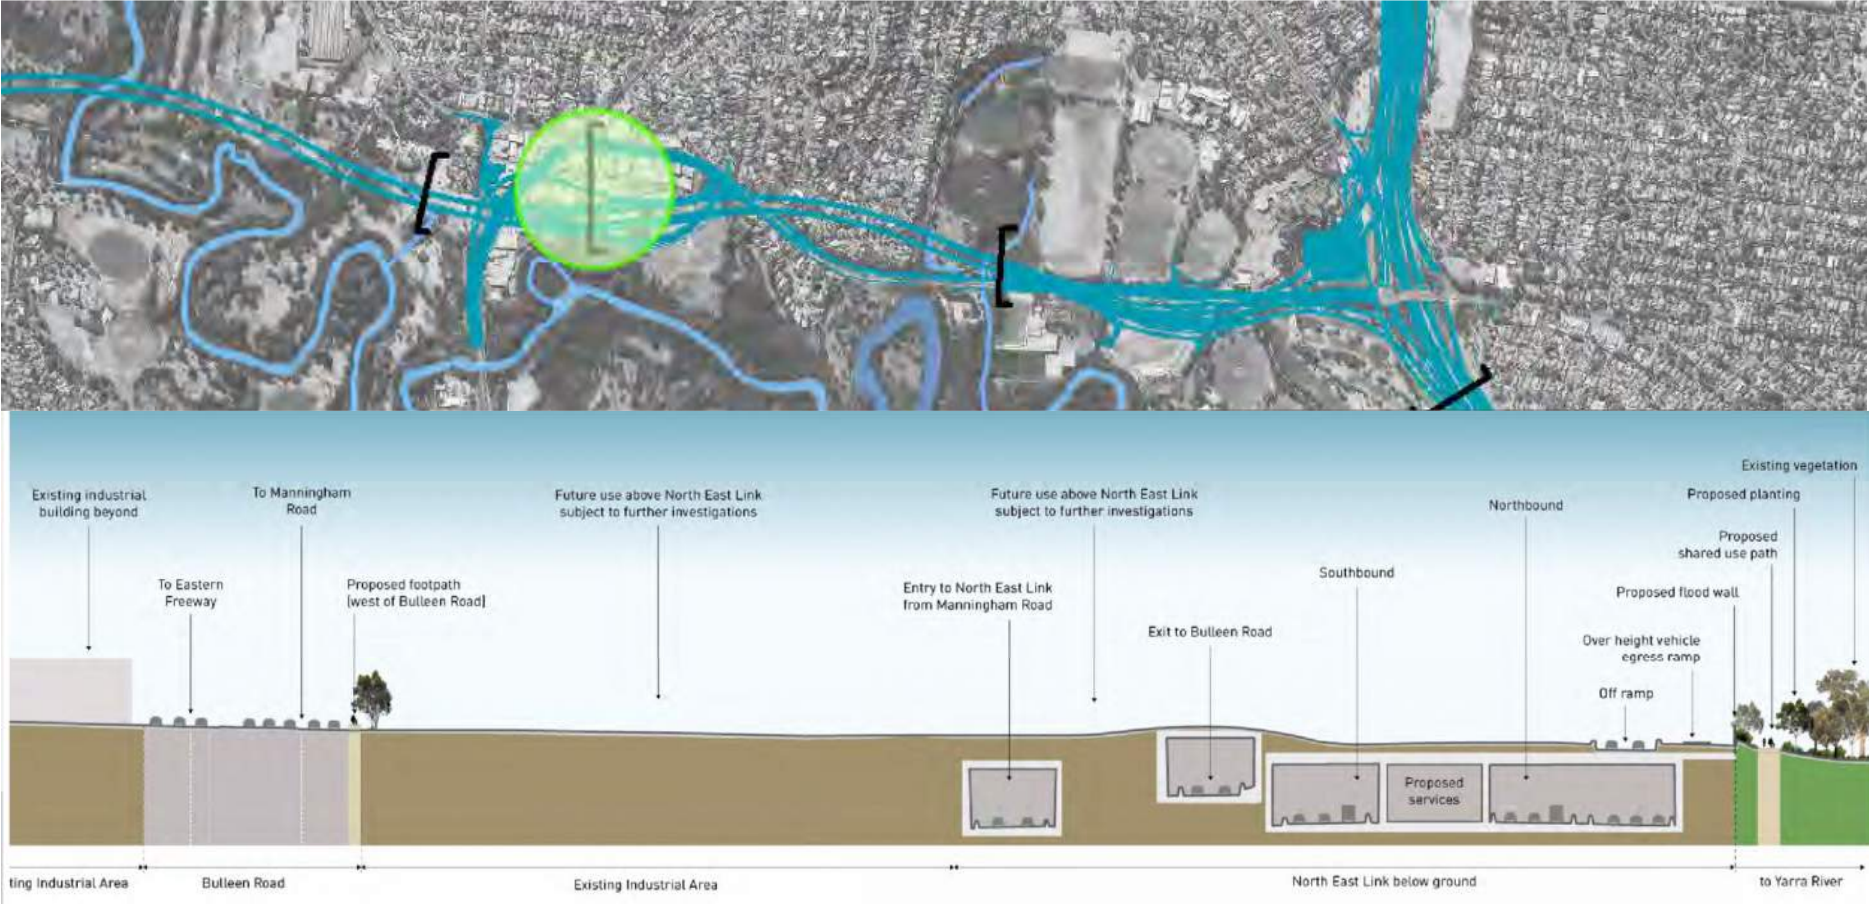 Existing vegetation
Existing industrial
building beyond
To Manningham
Road
Future use above North East Link
subject to further investigations
Future use above North East Link
subject to further investigations
Northbound
Proposed planting
Proposed
shared use path
To Eastern
Freeway
Proposed footpath
(west of Bulleen Road)
Entry to North East Link
from Manningham Road
Southbound
Proposed flood wall
Exit to Bulleen Road
Over height vehicle
egress ramp
Off ramp
Proposed
services
ting Industrial Area
Bulleen Road
Existing Industrial Area
North East Link below ground
to Yarra River